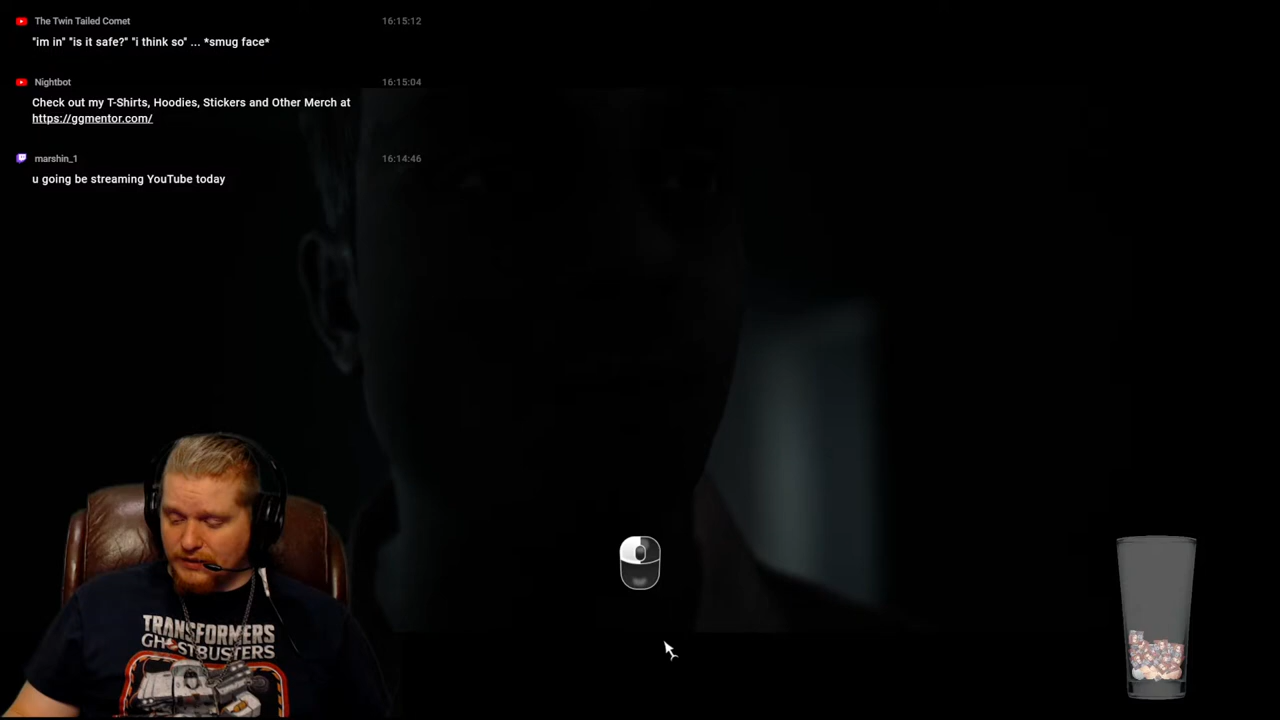 The Twin Tailed Comet 16:15:12
"im in" "is it safe?" "i think so" ... *smug face*
Nightbot 16:15:04
Check out my T-Shirts, Hoodies, Stickers and Other Merch at
https://ggmentor.com/
marshin_1 16:14:46
u going be streaming YouTube today
TRANSFORMERS
GHOSTBUSTERS